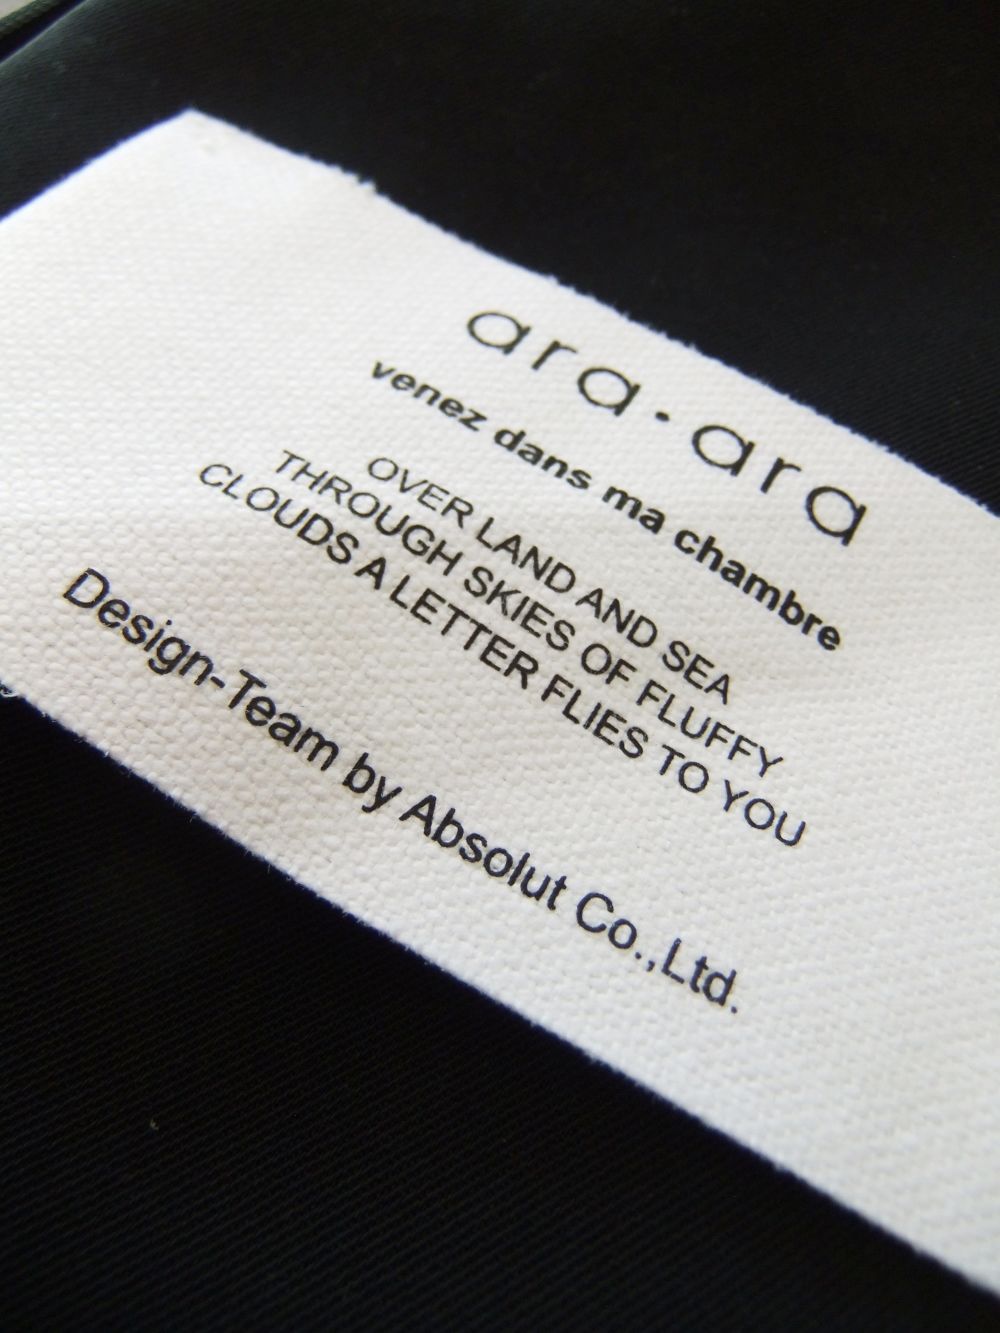 ara·ara
venez dans ma chambre
OVER LAND AND SEA
THROUGH SKIES OF FLUFFY
CLOUDS A LETTER FLIES TO YOU
Design-Team by Absolut Co.,Ltd.